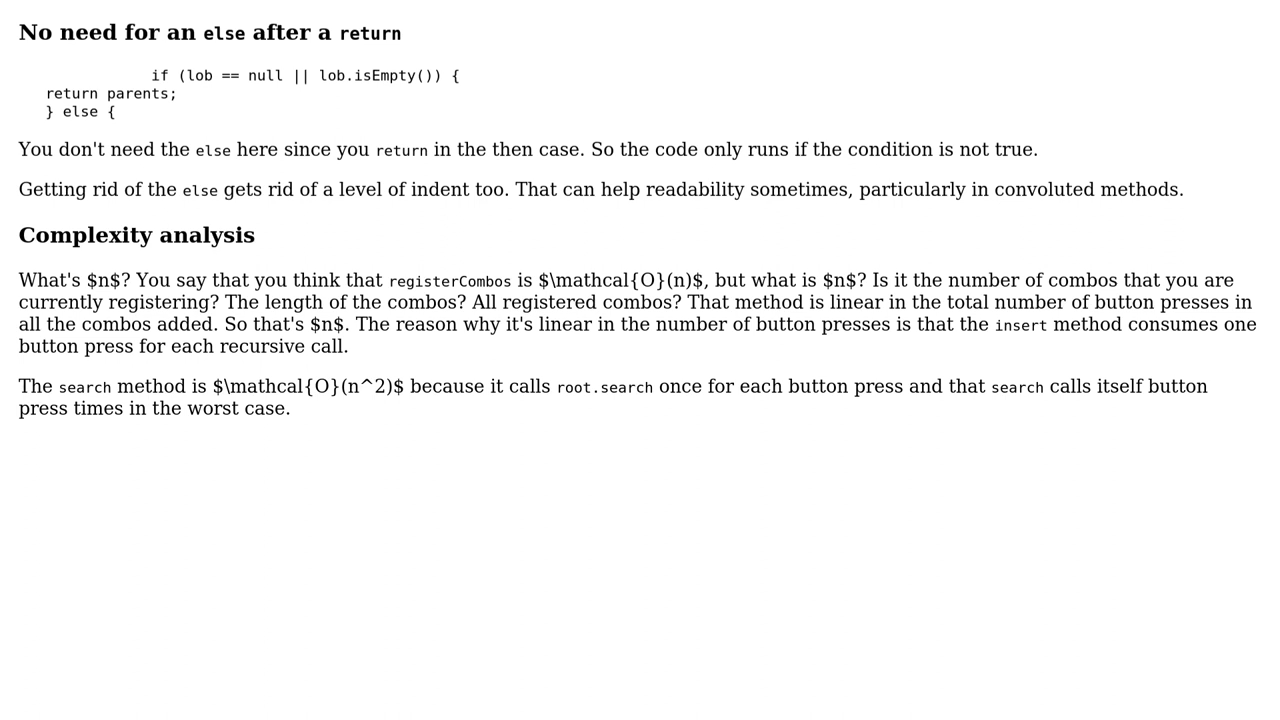 No need for an else after a return
if (lob == null || lob.isEmpty()) {
return parents;
} else {
You don't need the else here since you return in the then case. So the code only runs if the condition is not true.
Getting rid of the else gets rid of a level of indent too. That can help readability sometimes, particularly in convoluted methods.
Complexity analysis
What's $n$? You say that you think that registerCombos is $\mathcal{O}(n)$, but what is $n$? Is it the number of combos that you are
currently registering? The length of the combos? All registered combos? That method is linear in the total number of button presses in
all the combos added. So that's $n$. The reason why it's linear in the number of button presses is that the insert method consumes one
button press for each recursive call.
The search method is $\mathcal{O}(n^2)$ because it calls root.search once for each button press and that search calls itself button
press times in the worst case.